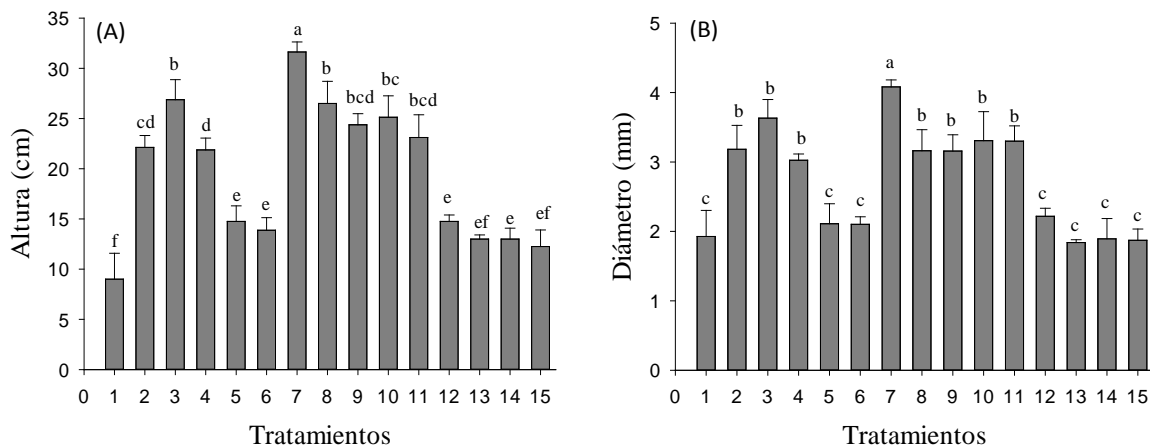 (A)
Altura (cm)
35
30
25
20
15
10
5
0
f
cd
b
d
e
e
a
b
bcd
bc
bcd
e
ef
e
ef
0 1 2 3 4 5 6 7 8 9 10 11 12 13 14 15
Tratamientos
(B)
Diámetro (mm)
5
4
3
2
1
0
c
b
b
b
c
c
a
b
b
b
b
c
c
c
c
0 1 2 3 4 5 6 7 8 9 10 11 12 13 14 15
Tratamientos